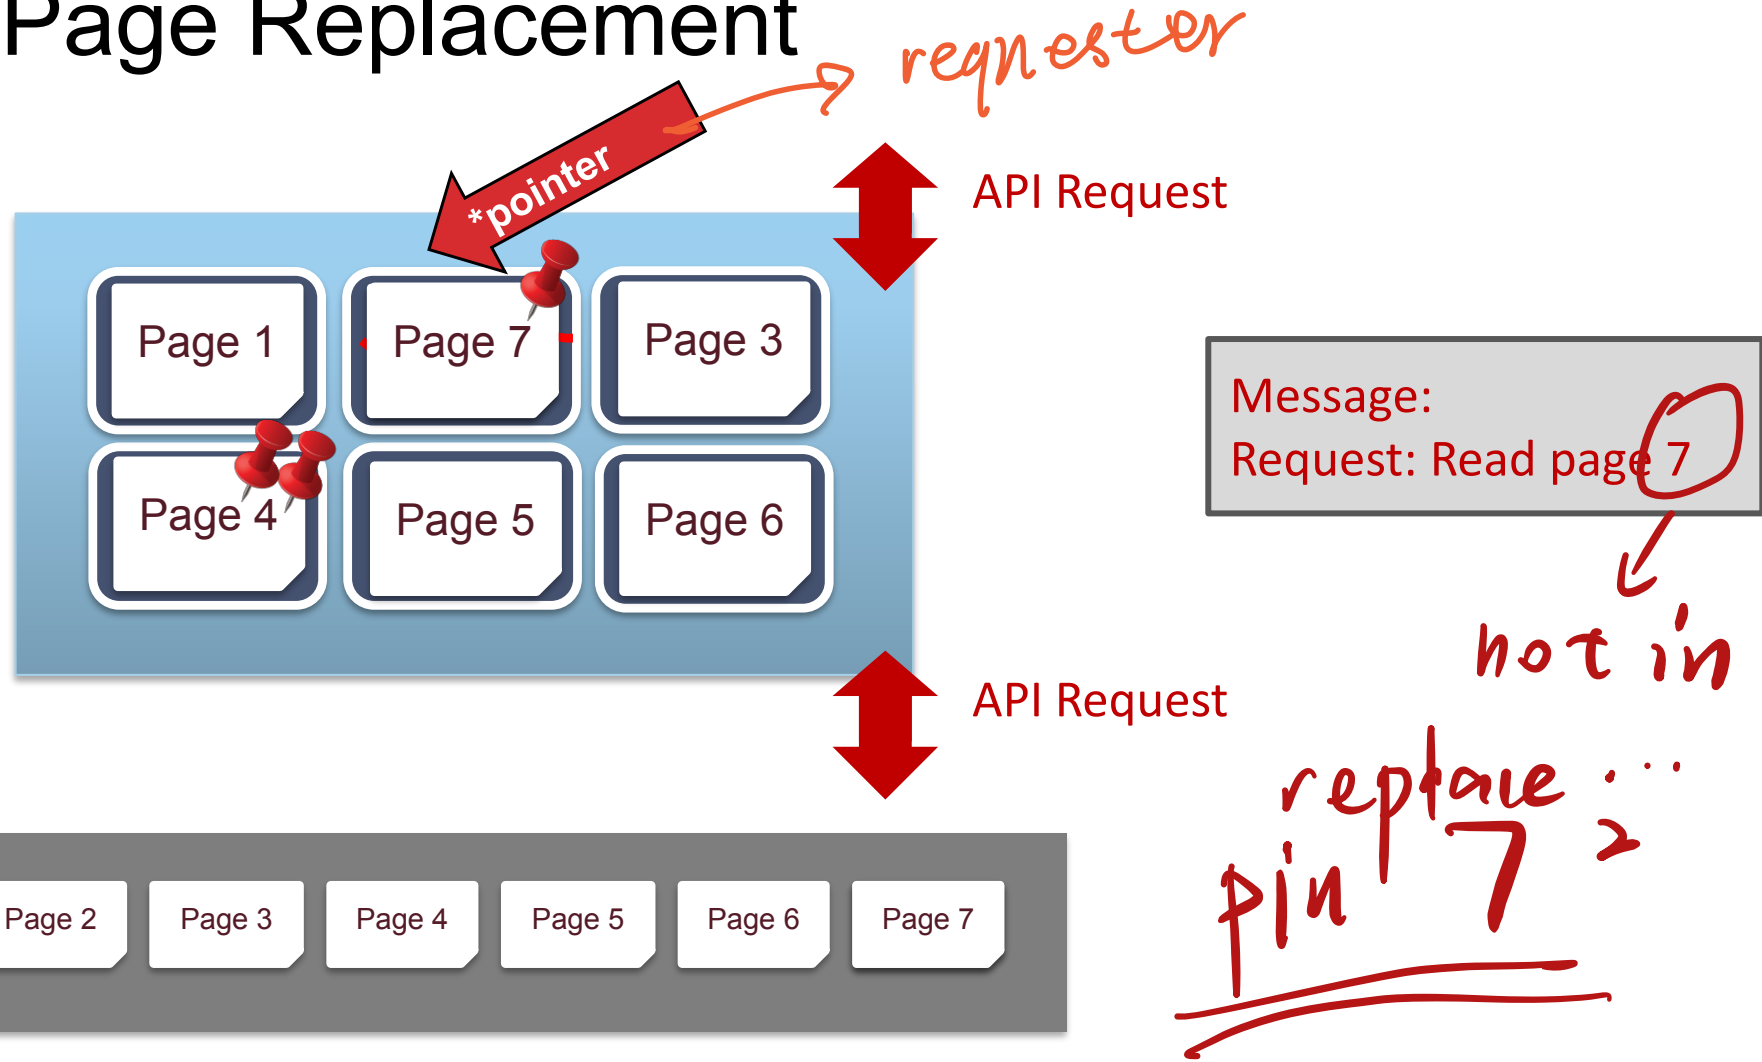 Page Replacement
requester
*pointer
API Request
Page 1
Page 7
Page 3
Page 4
Page 5
Page 6
Message:
Request: Read page 7
not in
API Request
replace ...
pin 7 2
Page 2
Page 3
Page 4
Page 5
Page 6
Page 7